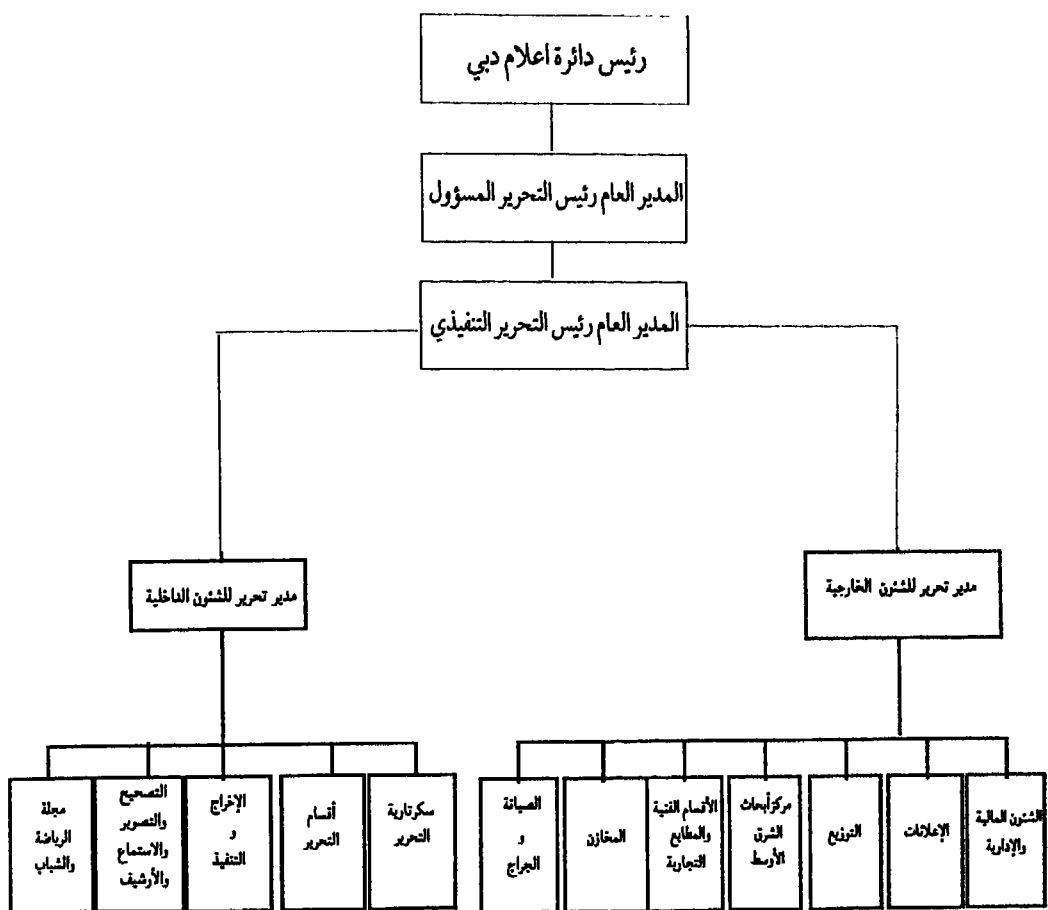 رئيس دائرة اعلام دبي
المدير العام رئيس التحرير المسؤول
المدير العام رئيس التحرير التنفيذي
مدير تحرير للشئون الخارجية
مدير تحرير للشئون الداخلية
الشئون المالية
والإدارية
الإعلانات
التوزيع
مركز أبحاث
الشرق
الأوسط
الأقسام الفنية
والمطابع
التجارية
المخازن
الصيانة
و
الجراج
سكرتارية
التحرير
أقسام
التحرير
الإخراج
و
التنفيذ
التصحيح
والتصوير
والاستماع
والأرشيف
مجلة
الرياضة
والشباب